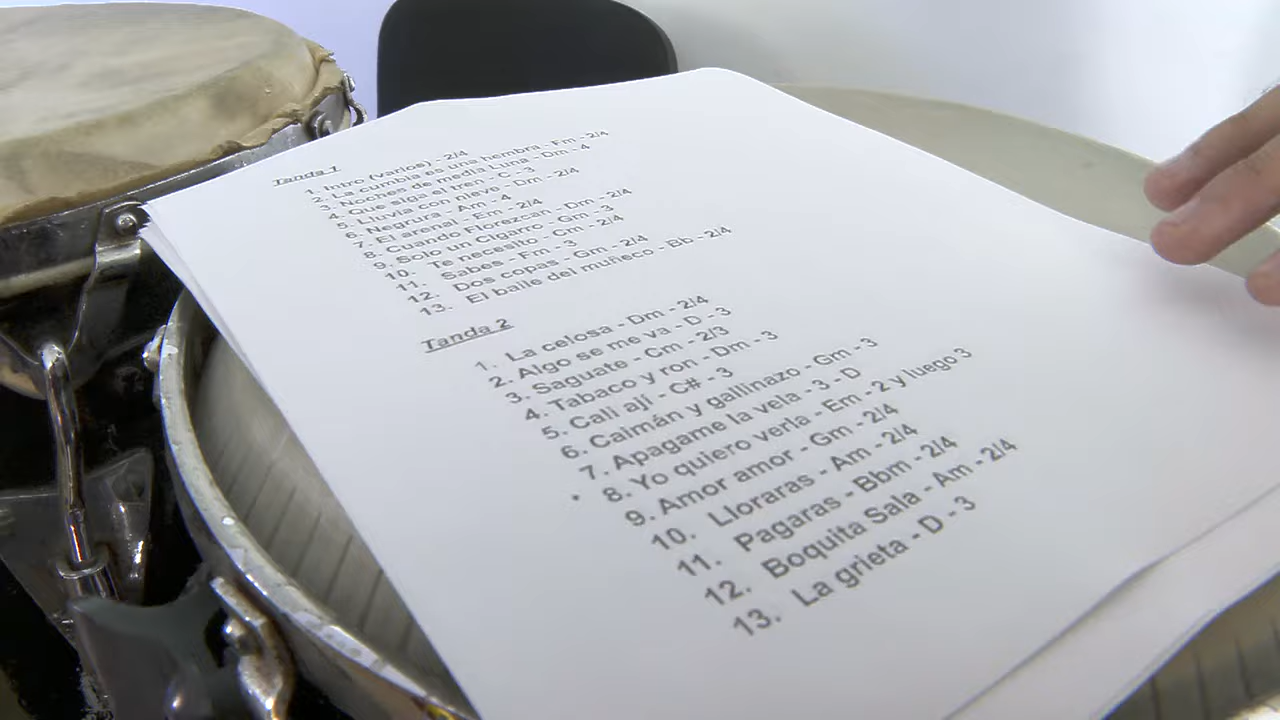 Tanda 1
1. Intro (varios) - 2/4
2. La cumbia es una hembra - Fm - 2/4
3. Noches de media Luna - Dm - 4
4. Que siga el tren - C - 3
5. Lluvia con nieve - Dm - 2/4
6. Negrura - Am - 4
7. El arenal - Em - 2/4
8. Cuando florezcan - Dm - 2/4
9. Solo un Cigarro - Gm - 3
10. Te necesito - Cm - 2/4
11. Sabes - Fm - 3
12. Dos copas - Gm - 2/4
13. El baile del muñeco - Bb - 2/4
Tanda 2
1. La celosa - Dm - 2/4
2. Algo se me va - D - 3
3. Saguate - Cm - 2/3
4. Tabaco y ron - Dm - 3
5. Cali ají - C# - 3
6. Caimán y gallinazo - Gm - 3
7. Apagame la vela - 3 - D
8. Yo quiero verla - Em - 2 y luego 3
9. Amor amor - Gm - 2/4
10. Lloraras - Am - 2/4
11. Pagaras - Bbm - 2/4
12. Boquita Sala - Am - 2/4
13. La grieta - D - 3